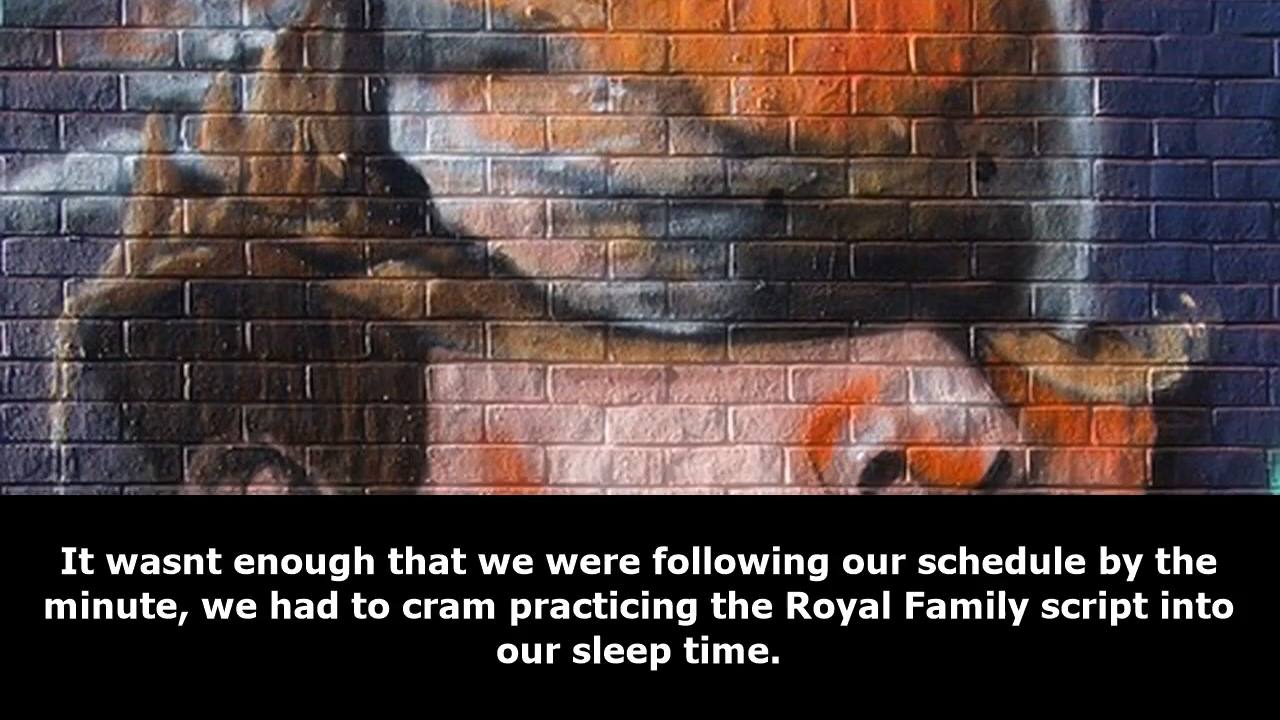 It wasnt enough that we were following our schedule by the
minute, we had to cram practicing the Royal Family script into
our sleep time.